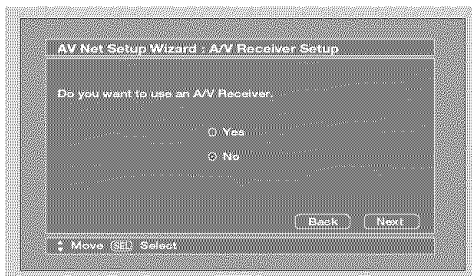 AV Net Setup Wizard : A/V Receiver Setup
Do you want to use an A/V Receiver.
Yes
No
Back Next
Move SEL Select